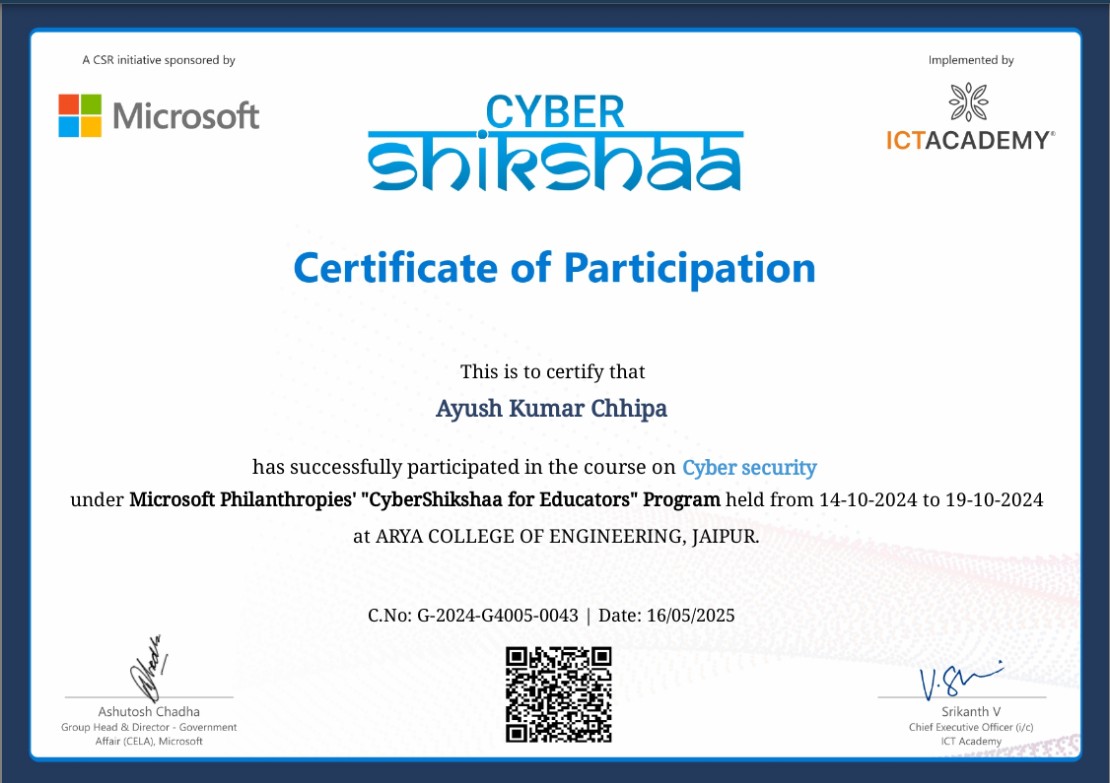 A CSR initiative sponsored by
Implemented by
Microsoft
CYBER
shikshaa
ICTACADEMY®
Certificate of Participation
This is to certify that
Ayush Kumar Chhipa
has successfully participated in the course on Cyber security
under Microsoft Philanthropies' "CyberShikshaa for Educators" Program held from 14-10-2024 to 19-10-2024
at ARYA COLLEGE OF ENGINEERING, JAIPUR.
C.No: G-2024-G4005-0043 | Date: 16/05/2025
AChadha
V.Sh
Ashutosh Chadha
Group Head & Director - Government
Affair (CELA), Microsoft
Srikanth V
Chief Executive Officer (i/c)
ICT Academy